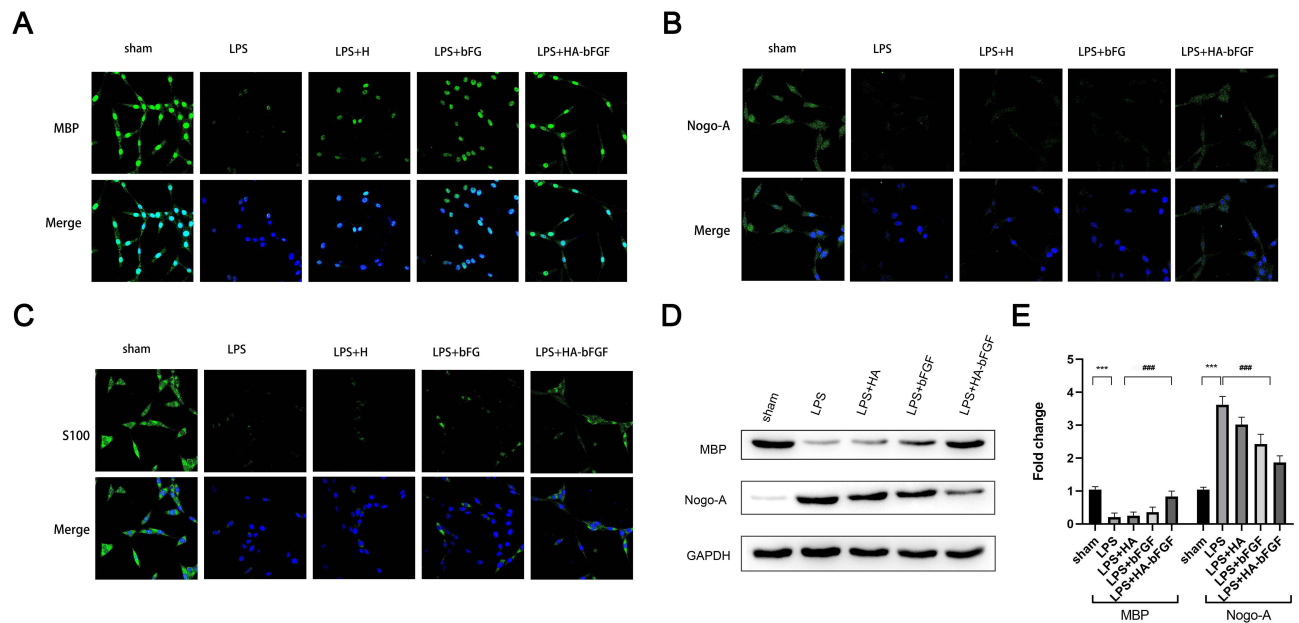 A
sham LPS LPS+H LPS+bFG LPS+HA-bFGF
MBP
Merge
B
sham LPS LPS+H LPS+bFG LPS+HA-bFGF
Nogo-A
Merge
C
sham LPS LPS+H LPS+bFG LPS+HA-bFGF
S100
Merge
D
sham LPS LPS+HA LPS+bFGF LPS+HA-bFGF
MBP
Nogo-A
GAPDH
E
Fold change
5
4
3
2
1
0
*** ### *** ###
sham LPS LPS+HA LPS+bFGF LPS+HA-bFGF sham LPS LPS+HA LPS+bFGF LPS+HA-bFGF
MBP Nogo-A